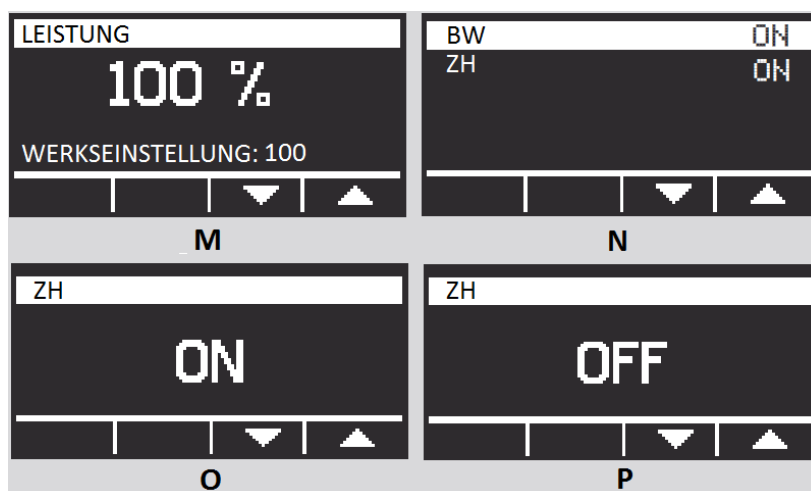 LEISTUNG
100 %
WERKSEINSTELLUNG: 100
M
BW ON
ZH ON
N
ZH
ON
O
ZH
OFF
P